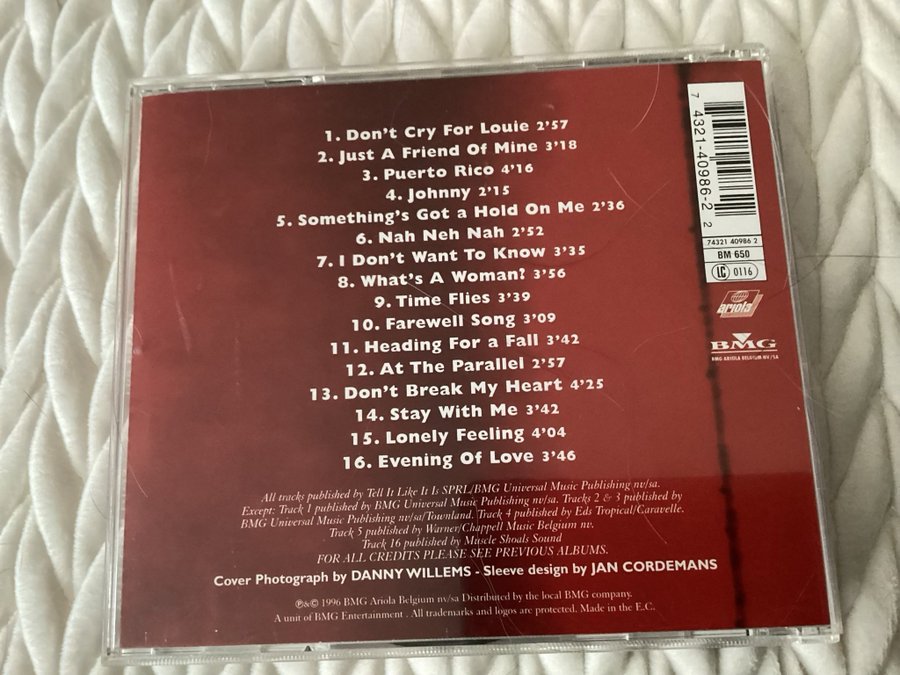 1. Don't Cry For Louie 2'57
2. Just A Friend Of Mine 3'18
3. Puerto Rico 4'16
4. Johnny 2'15
5. Something's Got a Hold On Me 2'36
6. Nah Neh Nah 2'52
7. I Don't Want To Know 3'35
8. What's A Woman? 3'56
9. Time Flies 3'39
10. Farewell Song 3'09
11. Heading For a Fall 3'42
12. At The Parallel 2'57
13. Don't Break My Heart 4'25
14. Stay With Me 3'42
15. Lonely Feeling 4'04
16. Evening Of Love 3'46
All tracks published by Tell It Like It Is SPRL/BMG Universal Music Publishing nv/sa.
Except: Track 1 published by BMG Universal Music Publishing nv/sa. Tracks 2 & 3 published by
BMG Universal Music Publishing nv/sa/Townland. Track 4 published by Eds Tropical/Caravelle.
Track 5 published by Warner/Chappell Music Belgium nv.
Track 16 published by Muscle Shoals Sound
FOR ALL CREDITS PLEASE SEE PREVIOUS ALBUMS.
Cover Photograph by DANNY WILLEMS - Sleeve design by JAN CORDEMANS
℗&© 1996 BMG Ariola Belgium nv/sa Distributed by the local BMG company.
A unit of BMG Entertainment . All trademarks and logos are protected. Made in the E.C.
7 4321-40986-2 2
74321 40986 2
BM 650
LC 0116
ariola
BMG
BMG ARIOLA BELGIUM NV/SA